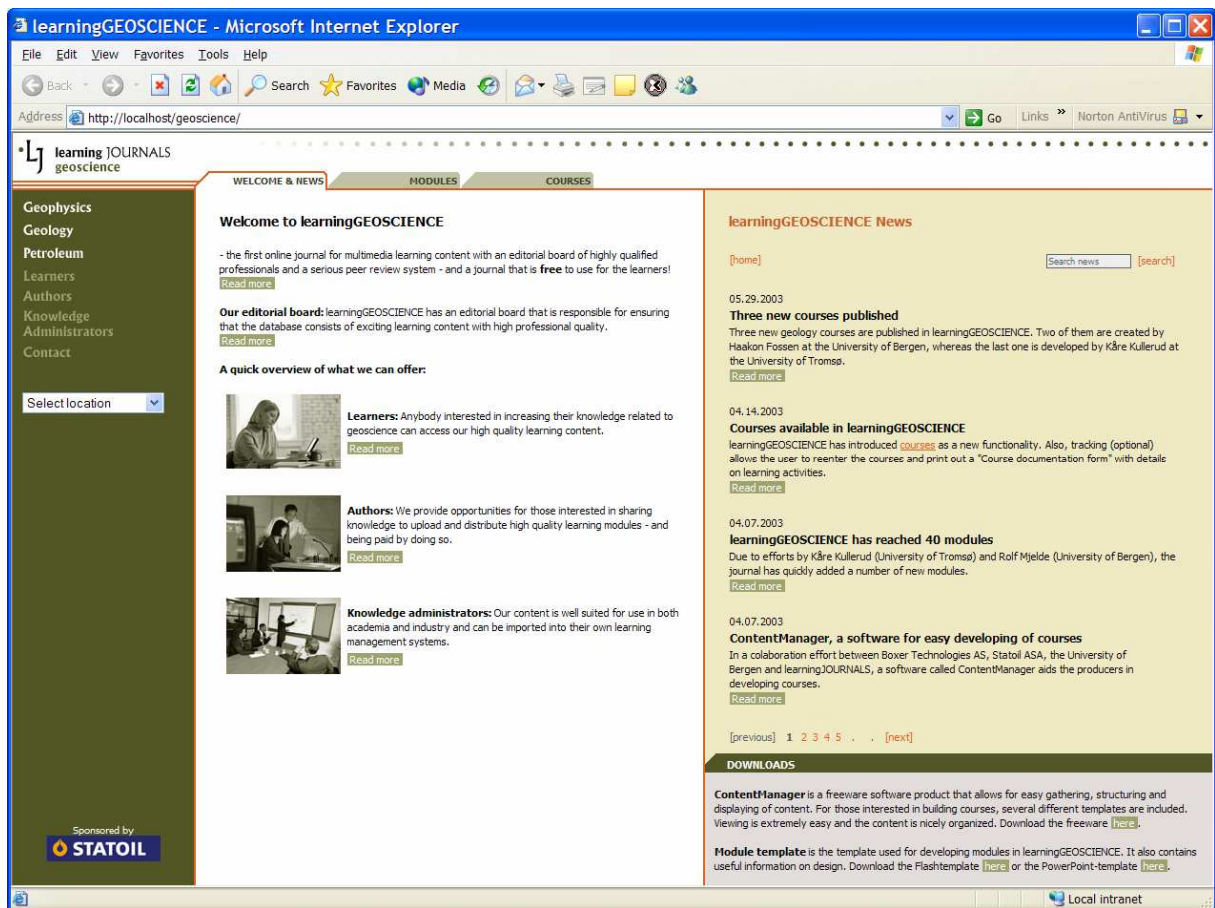 learningGEOSCIENCE - Microsoft Internet Explorer
File Edit View Favorites Tools Help
Back Search Favorites Media
Address http://localhost/geoscience/ Go Links » Norton AntiVirus
LJ learning JOURNALS
geoscience
WELCOME & NEWS MODULES COURSES
Geophysics
Geology
Petroleum
Learners
Authors
Knowledge
Administrators
Contact
Select location
Sponsored by
STATOIL
Welcome to learningGEOSCIENCE
- the first online journal for multimedia learning content with an editorial board of highly qualified
professionals and a serious peer review system - and a journal that is free to use for the learners!
Read more
Our editorial board: learningGEOSCIENCE has an editorial board that is responsible for ensuring
that the database consists of exciting learning content with high professional quality.
Read more
A quick overview of what we can offer:
Learners: Anybody interested in increasing their knowledge related to
geoscience can access our high quality learning content.
Read more
Authors: We provide opportunities for those interested in sharing
knowledge to upload and distribute high quality learning modules - and
being paid by doing so.
Read more
Knowledge administrators: Our content is well suited for use in both
academia and industry and can be imported into their own learning
management systems.
Read more
learningGEOSCIENCE News
[home] Search news [search]
05.29.2003
Three new courses published
Three new geology courses are published in learningGEOSCIENCE. Two of them are created by
Haakon Fossen at the University of Bergen, whereas the last one is developed by Kåre Kullerud at
the University of Tromsø.
Read more
04.14.2003
Courses available in learningGEOSCIENCE
learningGEOSCIENCE has introduced courses as a new functionality. Also, tracking (optional)
allows the user to reenter the courses and print out a "Course documentation form" with details
on learning activities.
Read more
04.07.2003
learningGEOSCIENCE has reached 40 modules
Due to efforts by Kåre Kullerud (University of Tromsø) and Rolf Mjelde (University of Bergen), the
journal has quickly added a number of new modules.
Read more
04.07.2003
ContentManager, a software for easy developing of courses
In a colaboration effort between Boxer Technologies AS, Statoil ASA, the University of
Bergen and learningJOURNALS, a software called ContentManager aids the producers in
developing courses.
Read more
[previous] 1 2 3 4 5 . . [next]
DOWNLOADS
ContentManager is a freeware software product that allows for easy gathering, structuring and
displaying of content. For those interested in building courses, several different templates are included.
Viewing is extremely easy and the content is nicely organized. Download the freeware here.
Module template is the template used for developing modules in learningGEOSCIENCE. It also contains
useful information on design. Download the Flashtemplate here or the PowerPoint-template here.
Local intranet